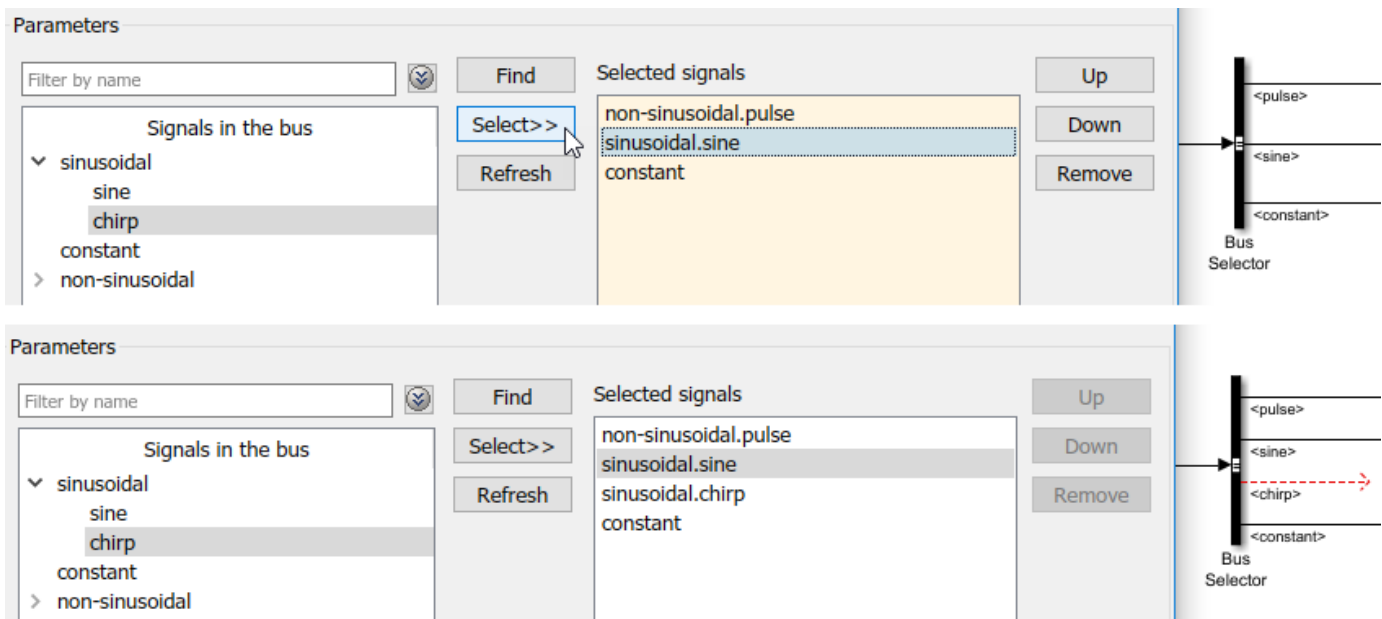 Parameters
Filter by name
Find
Selected signals
Up
Signals in the bus
Select>>
non-sinusoidal.pulse
Down
sinusoidal
sinusoidal.sine
sine
Refresh
constant
Remove
chirp
constant
non-sinusoidal
<pulse>
<sine>
<constant>
Bus
Selector
Parameters
Filter by name
Find
Selected signals
Up
Signals in the bus
Select>>
non-sinusoidal.pulse
Down
sinusoidal
sinusoidal.sine
sine
Refresh
sinusoidal.chirp
Remove
chirp
constant
constant
non-sinusoidal
<pulse>
<sine>
<chirp>
<constant>
Bus
Selector